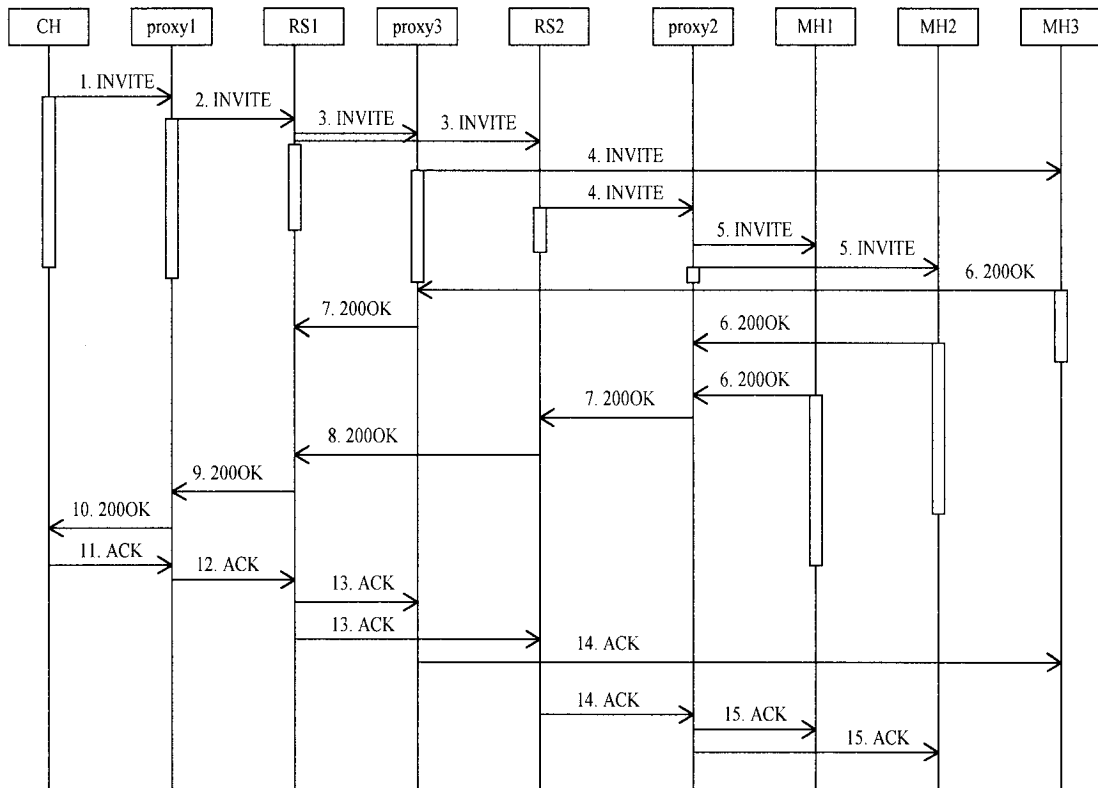 CH
proxy1
RS1
proxy3
RS2
proxy2
MH1
MH2
MH3
1. INVITE
2. INVITE
3. INVITE
3. INVITE
4. INVITE
4. INVITE
5. INVITE
5. INVITE
6. 200OK
7. 200OK
6. 200OK
6. 200OK
7. 200OK
8. 200OK
9. 200OK
10. 200OK
11. ACK
12. ACK
13. ACK
13. ACK
14. ACK
14. ACK
15. ACK
15. ACK